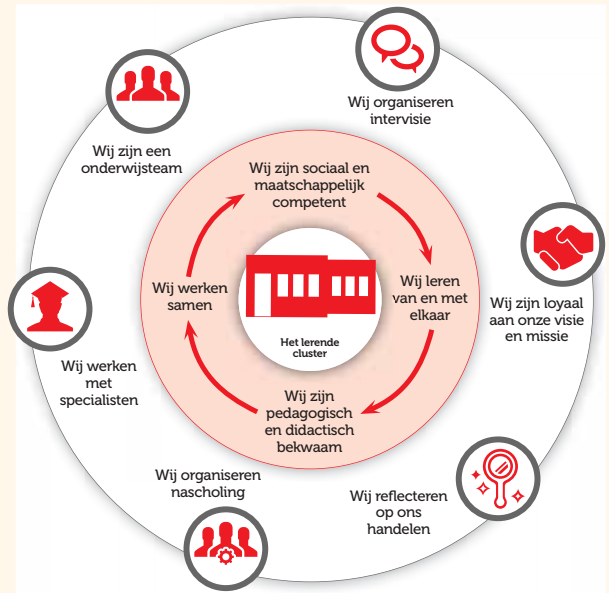 Wij organiseren
intervisie
Wij zijn een
onderwijsteam
Wij zijn sociaal en
maatschappelijk
competent
Wij werken
samen
Wij leren
van en met
elkaar
Wij zijn loyaal
aan onze visie
en missie
Het lerende
cluster
Wij werken
met
specialisten
Wij zijn
pedagogisch
en didactisch
bekwaam
Wij organiseren
nascholing
Wij reflecteren
op ons
handelen